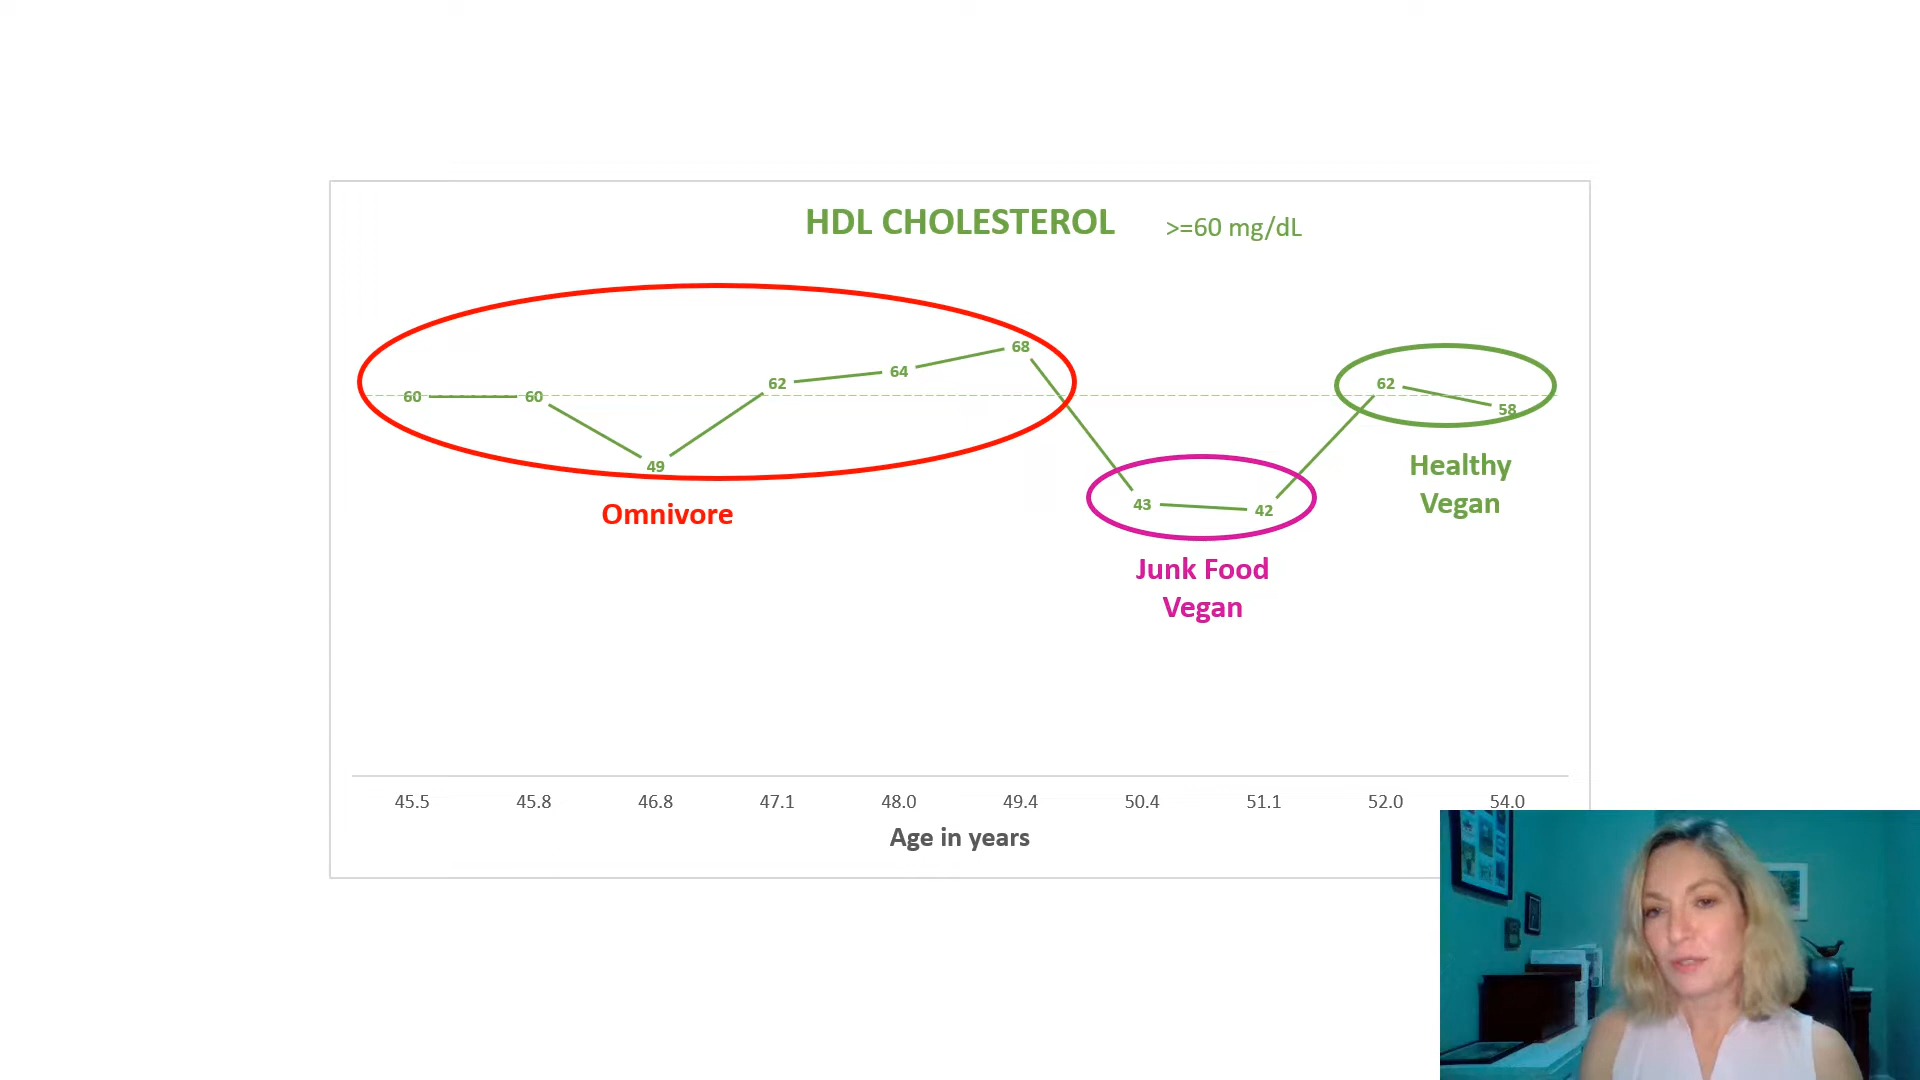 HDL CHOLESTEROL >=60 mg/dL
68
62 64 62
60 60 58
49
43 42
Omnivore
Healthy
Vegan
Junk Food
Vegan
45.5 45.8 46.8 47.1 48.0 49.4 50.4 51.1 52.0 54.0
Age in years